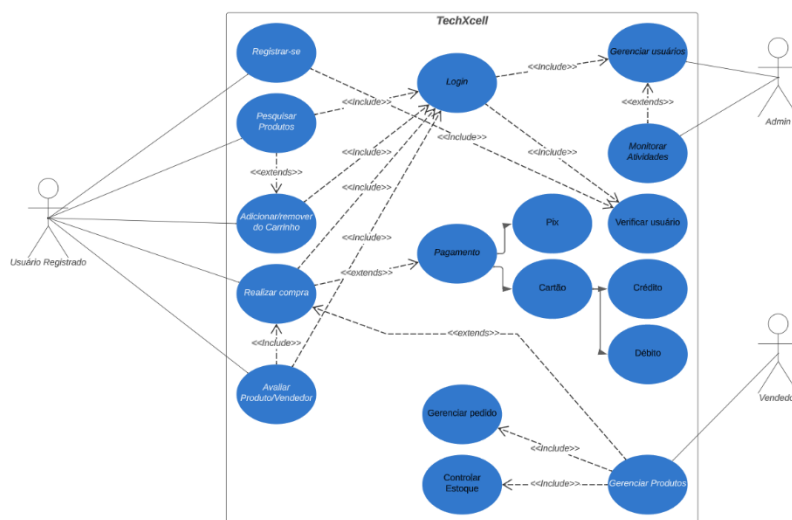 TechXcell
Registrar-se
Gerenciar usuários
Login
<<Include>>
<<Include>>
Pesquisar
Produtos
<<extends>>
Admin
<<Include>>
<<Include>>
<<Include>>
Monitorar
Atividades
<<extends>>
<<Include>>
Adicionar/remover
do Carrinho
Pix
Verificar usuário
<<Include>>
Pagamento
Usuário Registrado
<<extends>>
Realizar compra
Cartão
Crédito
<<extends>>
<<Include>>
Débito
Avaliar
Produto/Vendedor
Vendedo
Gerenciar pedido
<<Include>>
Controlar
Estoque
<<Include>>
Gerenciar Produtos